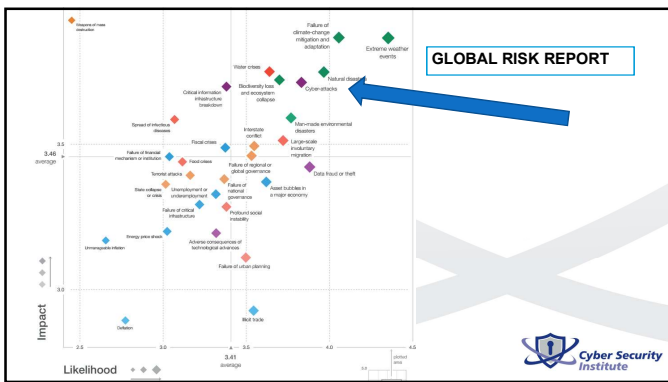 Weapons of mass
destruction
Failure of
climate-change
mitigation and
adaptation
Extreme weather
events
GLOBAL RISK REPORT
Water crises
Natural disasters
Biodiversity loss
and ecosystem
collapse
Cyber-attacks
Critical information
infrastructure
breakdown
Spread of infectious
diseases
Man-made environmental
disasters
Interstate
conflict
Large-scale
involuntary
migration
Fiscal crises
3.5
3.46
average
Failure of financial
mechanism or institution
Food crises
Failure of regional or
global governance
Data fraud or theft
Terrorist attacks
State collapse
or crisis
Unemployment or
underemployment
Failure of
national
governance
Asset bubbles in
a major economy
Failure of critical
infrastructure
Profound social
instability
Energy price shock
Unmanageable inflation
Adverse consequences of
technological advances
Failure of urban planning
3.0
Illicit trade
Deflation
Impact
2.5
3.0
3.5
4.0
4.5
3.41
average
Likelihood
plotted
area
5.0
Cyber Security
Institute